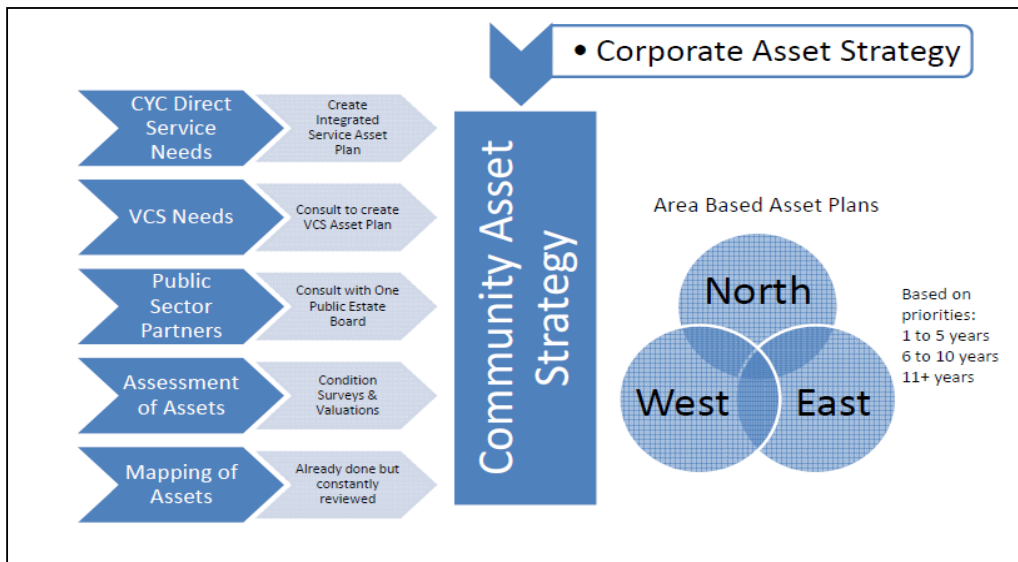 • Corporate Asset Strategy
CYC Direct
Service
Needs
Create
Integrated
Service Asset
Plan
VCS Needs
Consult to create
VCS Asset Plan
Public
Sector
Partners
Consult with One
Public Estate
Board
Assessment
of Assets
Condition
Surveys &
Valuations
Mapping of
Assets
Already done but
constantly
reviewed
Community Asset
Strategy
Area Based Asset Plans
North
West
East
Based on
priorities:
1 to 5 years
6 to 10 years
11+ years